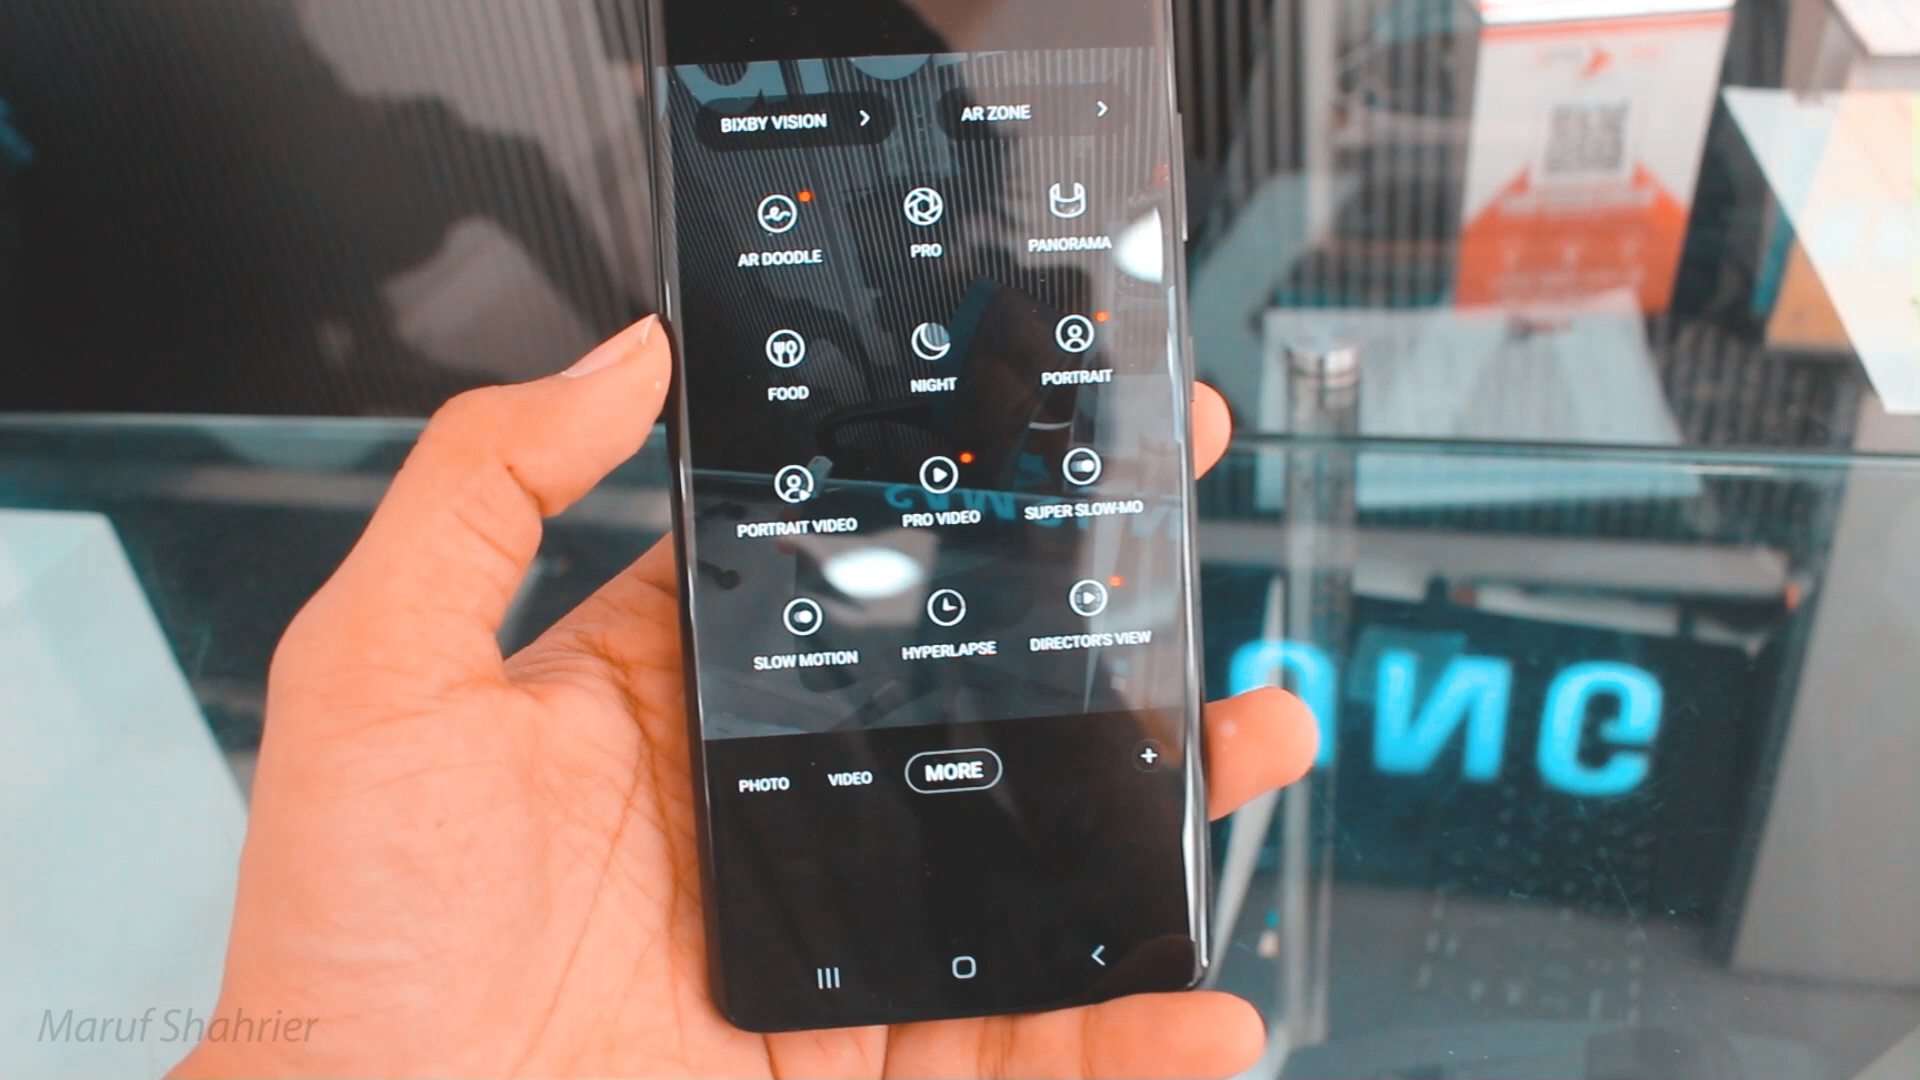 BIXBY VISION
AR ZONE
AR DOODLE
PRO
PANORAMA
FOOD
NIGHT
PORTRAIT
PORTRAIT VIDEO
PRO VIDEO
SUPER SLOW-MO
SLOW MOTION
HYPERLAPSE
DIRECTOR'S VIEW
PHOTO
VIDEO
MORE
Maruf Shahrier